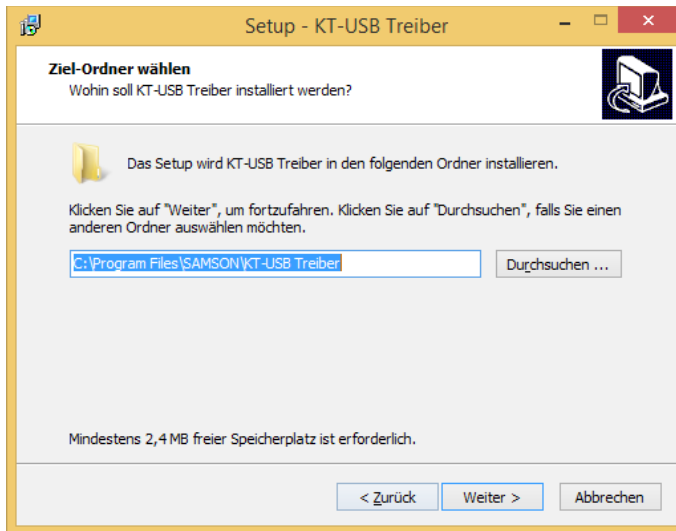 Setup - KT-USB Treiber
Ziel-Ordner wählen
Wohin soll KT-USB Treiber installiert werden?
Das Setup wird KT-USB Treiber in den folgenden Ordner installieren.
Klicken Sie auf "Weiter", um fortzufahren. Klicken Sie auf "Durchsuchen", falls Sie einen
anderen Ordner auswählen möchten.
C:\Program Files\SAMSON\KT-USB Treiber
Durchsuchen ...
Mindestens 2,4 MB freier Speicherplatz ist erforderlich.
< Zurück
Weiter >
Abbrechen